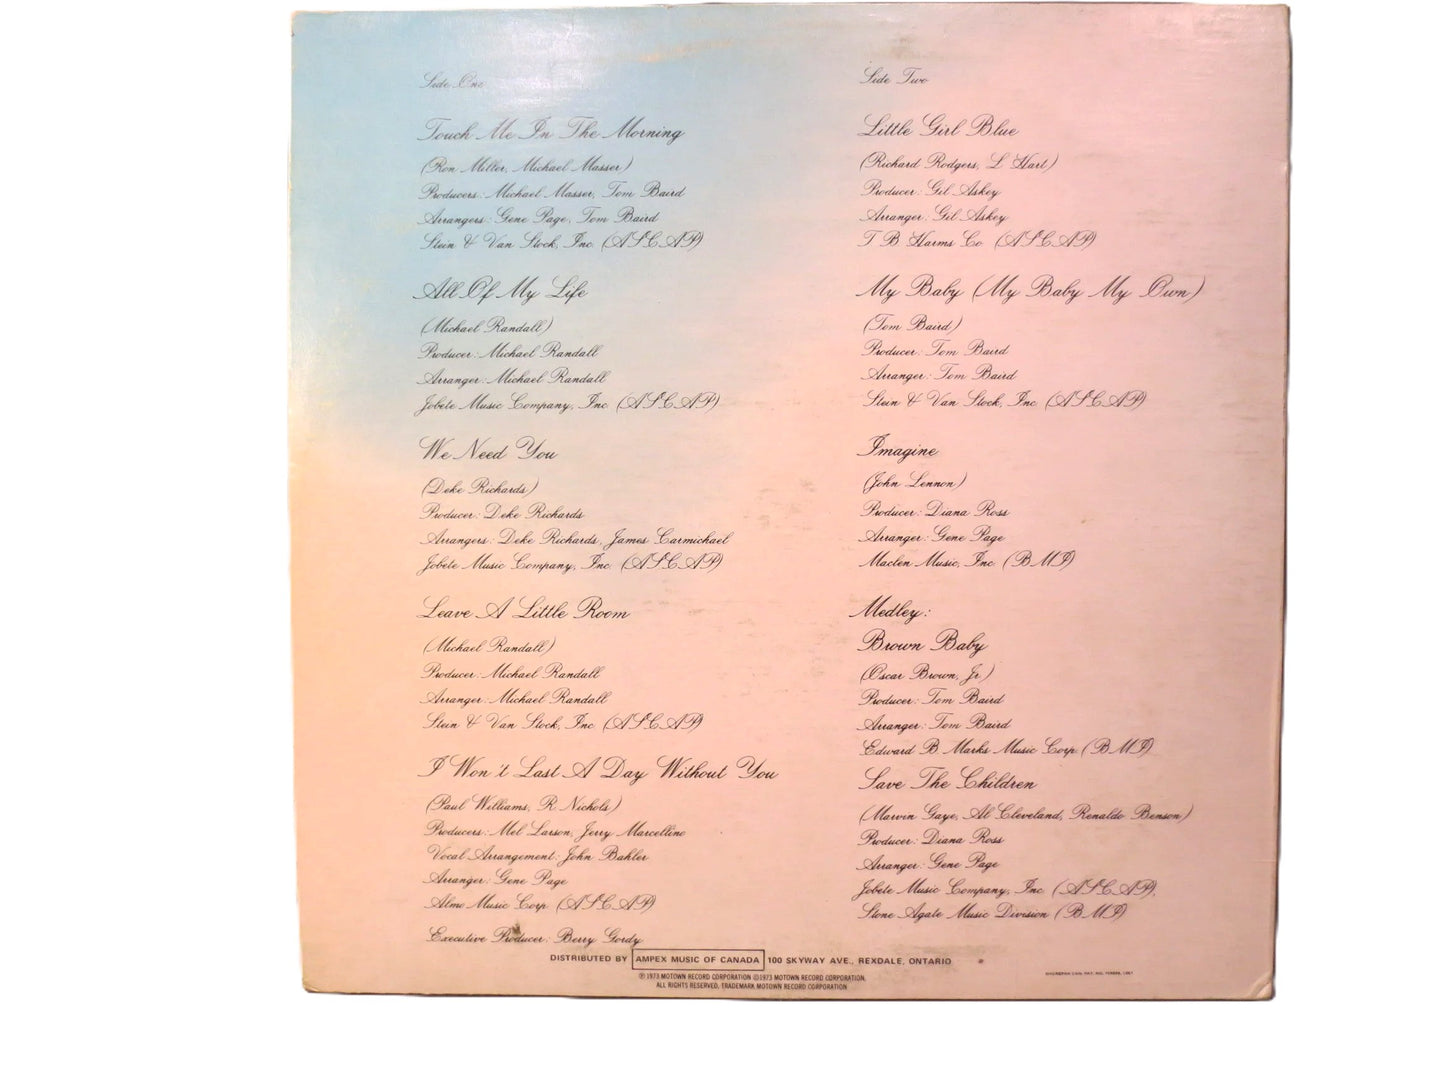 Side One
Touch Me In The Morning
(Ron Miller, Michael Masser)
Producers: Michael Masser, Tom Baird
Arrangers: Gene Page, Tom Baird
Stein & Van Stock, Inc. (ASCAP)
All Of My Life
(Michael Randall)
Producer: Michael Randall
Arranger: Michael Randall
Jobete Music Company, Inc. (ASCAP)
We Need You
(Deke Richards)
Producer: Deke Richards
Arrangers: Deke Richards, James Carmichael
Jobete Music Company, Inc. (ASCAP)
Leave A Little Room
(Michael Randall)
Producer: Michael Randall
Arranger: Michael Randall
Stein & Van Stock, Inc. (ASCAP)
I Won't Last A Day Without You
(Paul Williams, R. Nichols)
Producers: Mel Larson, Jerry Marcellino
Vocal Arrangement: John Bahler
Arranger: Gene Page
Almo Music Corp. (ASCAP)
Executive Producer: Berry Gordy
Side Two
Little Girl Blue
(Richard Rodgers, L. Hart)
Producer: Gil Askey
Arranger: Gil Askey
T B Harms Co (ASCAP)
My Baby (My Baby My Own)
(Tom Baird)
Producer: Tom Baird
Arranger: Tom Baird
Stein & Van Stock, Inc. (ASCAP)
Imagine
(John Lennon)
Producer: Diana Ross
Arranger: Gene Page
Maclen Music, Inc. (BMI)
Medley:
Brown Baby
(Oscar Brown, Jr.)
Producer: Tom Baird
Arranger: Tom Baird
Edward B Marks Music Corp (BMI)
Save The Children
(Marvin Gaye, Al Cleveland, Renaldo Benson)
Producer: Diana Ross
Arranger: Gene Page
Jobete Music Company, Inc. (ASCAP),
Stone Agate Music Division (BMI)
DISTRIBUTED BY AMPEX MUSIC OF CANADA 100 SKYWAY AVE., REXDALE, ONTARIO
℗ 1973 MOTOWN RECORD CORPORATION ©1973 MOTOWN RECORD CORPORATION,
ALL RIGHTS RESERVED, TRADEMARK MOTOWN RECORD CORPORATION